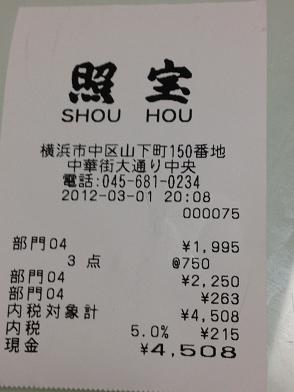 照宝
SHOU HOU
横浜市中区山下町150番地
中華街大通り中央
電話:045-681-0234
2012-03-01 20:08
000075
部門04 ¥1,995
3 点 @750
部門04 ¥2,250
部門04 ¥263
内税対象計 ¥4,508
内税 5.0% ¥215
現金 ¥4,508